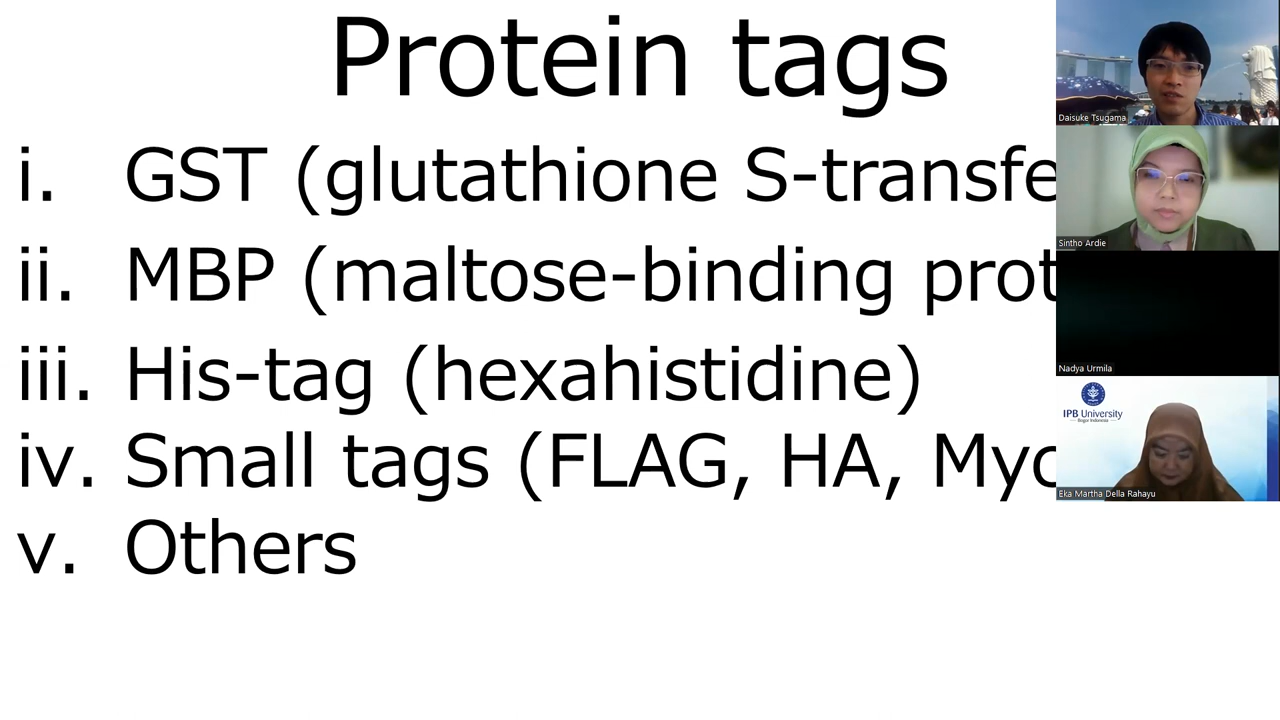 Protein tags
i. GST (glutathione S-transfe
ii. MBP (maltose-binding prot
iii. His-tag (hexahistidine)
iv. Small tags (FLAG, HA, Myc
v. Others
Daisuke Tsugama
Sintho Ardie
Nadya Urmila
IPB University
Bogor Indonesia
Eka Martha Della Rahayu